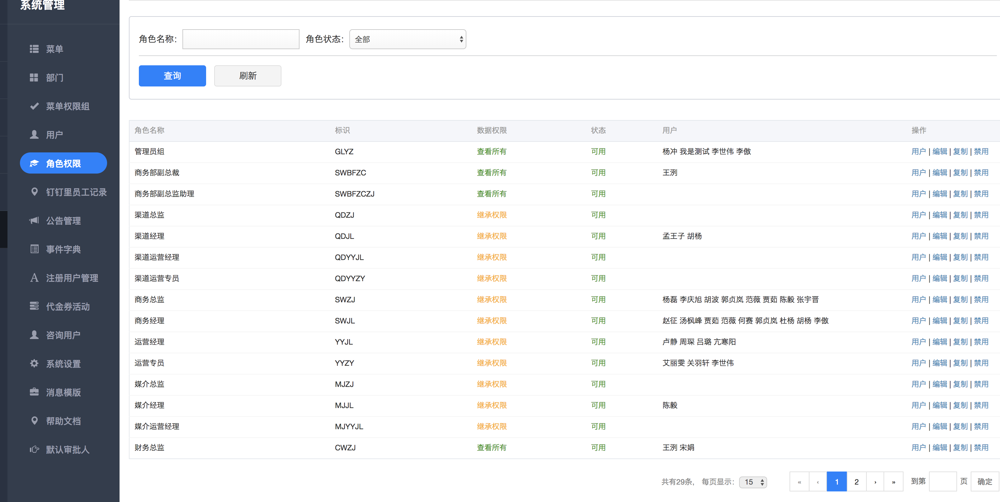 系统管理
菜单
部门
菜单权限组
用户
角色权限
钉钉里员工记录
公告管理
事件字典
注册用户管理
代金券活动
咨询用户
系统设置
消息模版
帮助文档
默认审批人
角色名称： 角色状态： 全部
查询 刷新
角色名称 标识 数据权限 状态 用户 操作
管理员组 GLYZ 查看所有 可用 杨冲 我是测试 李世伟 李傲 用户 | 编辑 | 复制 | 禁用
商务部副总裁 SWBFZC 查看所有 可用 王洌 用户 | 编辑 | 复制 | 禁用
商务部副总监助理 SWBFZCZJ 查看所有 可用 用户 | 编辑 | 复制 | 禁用
渠道总监 QDZJ 继承权限 可用 用户 | 编辑 | 复制 | 禁用
渠道经理 QDJL 继承权限 可用 孟王子 胡杨 用户 | 编辑 | 复制 | 禁用
渠道运营经理 QDYYJL 继承权限 可用 用户 | 编辑 | 复制 | 禁用
渠道运营专员 QDYYZY 继承权限 可用 用户 | 编辑 | 复制 | 禁用
商务总监 SWZJ 继承权限 可用 杨磊 李庆旭 胡波 郭贞岚 范薇 贾茹 陈毅 张宇晋 用户 | 编辑 | 复制 | 禁用
商务经理 SWJL 继承权限 可用 赵征 汤枫峰 贾茹 范薇 何赛 郭贞岚 杜杨 胡杨 李傲 用户 | 编辑 | 复制 | 禁用
运营经理 YYJL 继承权限 可用 卢静 周琛 吕璐 亢寒阳 用户 | 编辑 | 复制 | 禁用
运营专员 YYZY 继承权限 可用 艾丽雯 关羽轩 李世伟 用户 | 编辑 | 复制 | 禁用
媒介总监 MJZJ 继承权限 可用 用户 | 编辑 | 复制 | 禁用
媒介经理 MJJL 继承权限 可用 陈毅 用户 | 编辑 | 复制 | 禁用
媒介运营经理 MJYYJL 继承权限 可用 用户 | 编辑 | 复制 | 禁用
财务总监 CWZJ 查看所有 可用 王洌 宋娟 用户 | 编辑 | 复制 | 禁用
共有29条， 每页显示： 15 « ‹ 1 2 › » 到第 页 确定